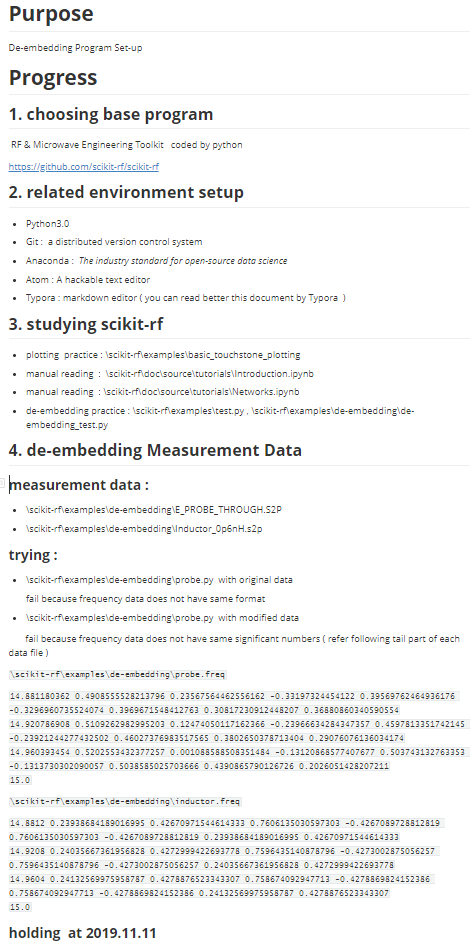 Purpose
De-embedding Program Set-up
Progress
1. choosing base program
RF & Microwave Engineering Toolkit coded by python
https://github.com/scikit-rf/scikit-rf
2. related environment setup
• Python3.0
• Git : a distributed version control system
• Anaconda : The industry standard for open-source data science
• Atom : A hackable text editor
• Typora : markdown editor ( you can read better this document by Typora )
3. studying scikit-rf
• plotting practice : \scikit-rf\examples\basic_touchstone_plotting
• manual reading : \scikit-rf\doc\source\tutorials\Introduction.ipynb
• manual reading : \scikit-rf\doc\source\tutorials\Networks.ipynb
• de-embedding practice : \scikit-rf\examples\test.py , \scikit-rf\examples\de-embedding\de-
embedding_test.py
4. de-embedding Measurement Data
measurement data :
• \scikit-rf\examples\de-embedding\E_PROBE_THROUGH.S2P
• \scikit-rf\examples\de-embedding\Inductor_0p6nH.s2p
trying :
• \scikit-rf\examples\de-embedding\probe.py with original data
fail because frequency data does not have same format
• \scikit-rf\examples\de-embedding\probe.py with modified data
fail because frequency data does not have same significant numbers ( refer following tail part of each
data file )
\scikit-rf\examples\de-embedding\probe.freq
14.881180362 0.4908555528213796 0.23567564462556162 -0.33197324454122 0.39569762464936176
-0.3296960735524074 0.3969671548412763 0.30817230912448207 0.36880860340590554
14.920786908 0.5109262982995203 0.12474050117162366 -0.23966634284347357 0.4597813351742145
-0.23921244277432502 0.46027376983517565 0.3802650378713404 0.29076076136034174
14.960393454 0.5202553432377257 0.001088588508351484 -0.13120868577407677 0.503743132763353
-0.1313730302090057 0.5038585025703666 0.4390865790126726 0.2026051428207211
15.0
\scikit-rf\examples\de-embedding\inductor.freq
14.8812 0.23938684189016995 0.42670971544614333 0.7606135030597303 -0.4267089728812819
0.7606135030597303 -0.4267089728812819 0.23938684189016995 0.42670971544614333
14.9208 0.24035667361956828 0.4272999422693778 0.7596435140878796 -0.4273002875056257
0.7596435140878796 -0.4273002875056257 0.24035667361956828 0.4272999422693778
14.9604 0.24132569975958787 0.4278876523343307 0.758674092947713 -0.4278869824152386
0.758674092947713 -0.4278869824152386 0.24132569975958787 0.4278876523343307
15.0
holding at 2019.11.11